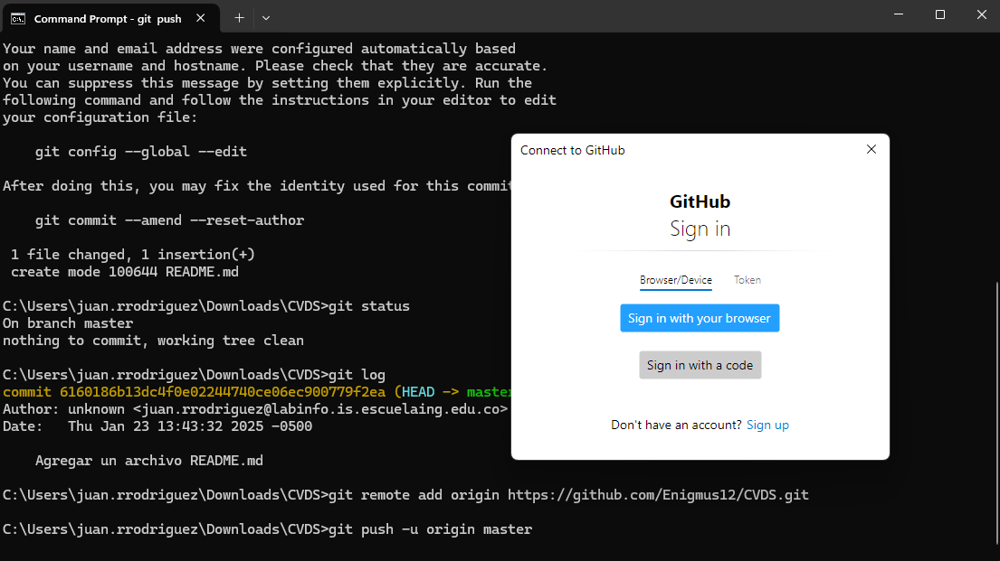 Command Prompt - git  push
Your name and email address were configured automatically based
on your username and hostname. Please check that they are accurate.
You can suppress this message by setting them explicitly. Run the
following command and follow the instructions in your editor to edit
your configuration file:
git config --global --edit
After doing this, you may fix the identity used for this commit
git commit --amend --reset-author
1 file changed, 1 insertion(+)
create mode 100644 README.md
C:\Users\juan.rrodriguez\Downloads\CVDS>git status
On branch master
nothing to commit, working tree clean
C:\Users\juan.rrodriguez\Downloads\CVDS>git log
commit 6160186b13dc4f0e02244740ce06ec900779f2ea (HEAD -> master
Author: unknown <juan.rrodriguez@labinfo.is.escuelaing.edu.co>
Date:   Thu Jan 23 13:43:32 2025 -0500
Agregar un archivo README.md
C:\Users\juan.rrodriguez\Downloads\CVDS>git remote add origin https://github.com/Enigmus12/CVDS.git
C:\Users\juan.rrodriguez\Downloads\CVDS>git push -u origin master
Connect to GitHub
GitHub
Sign in
Browser/Device Token
Sign in with your browser
Sign in with a code
Don't have an account? Sign up